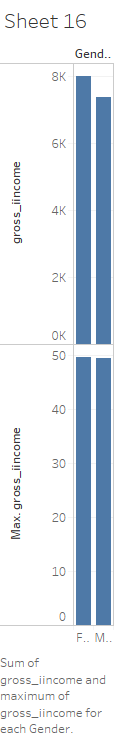 Sheet 16
Gend..
8K
6K
4K
2K
0K
gross_iincome
50
40
30
20
10
0
Max. gross_iincome
F.. M..
Sum of
gross_iincome and
maximum of
gross_iincome for
each Gender.